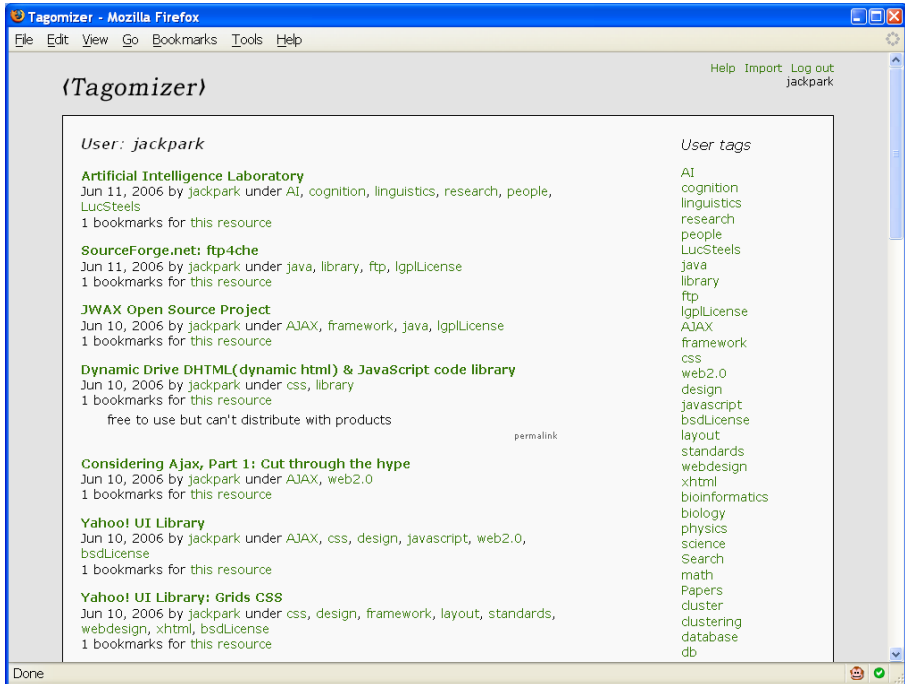 Tagomizer - Mozilla Firefox
File Edit View Go Bookmarks Tools Help
Help Import Log out
jackpark
⟨Tagomizer⟩
User: jackpark
Artificial Intelligence Laboratory
Jun 11, 2006 by jackpark under AI, cognition, linguistics, research, people,
LucSteels
1 bookmarks for this resource
SourceForge.net: ftp4che
Jun 11, 2006 by jackpark under java, library, ftp, lgplLicense
1 bookmarks for this resource
JWAX Open Source Project
Jun 10, 2006 by jackpark under AJAX, framework, java, lgplLicense
1 bookmarks for this resource
Dynamic Drive DHTML(dynamic html) & JavaScript code library
Jun 10, 2006 by jackpark under css, library
1 bookmarks for this resource
free to use but can't distribute with products
permalink
Considering Ajax, Part 1: Cut through the hype
Jun 10, 2006 by jackpark under AJAX, web2.0
1 bookmarks for this resource
Yahoo! UI Library
Jun 10, 2006 by jackpark under AJAX, css, design, javascript, web2.0,
bsdLicense
1 bookmarks for this resource
Yahoo! UI Library: Grids CSS
Jun 10, 2006 by jackpark under css, design, framework, layout, standards,
webdesign, xhtml, bsdLicense
1 bookmarks for this resource
User tags
AI
cognition
linguistics
research
people
LucSteels
java
library
ftp
lgplLicense
AJAX
framework
css
web2.0
design
javascript
bsdLicense
layout
standards
webdesign
xhtml
bioinformatics
biology
physics
science
Search
math
Papers
cluster
clustering
database
db
Done